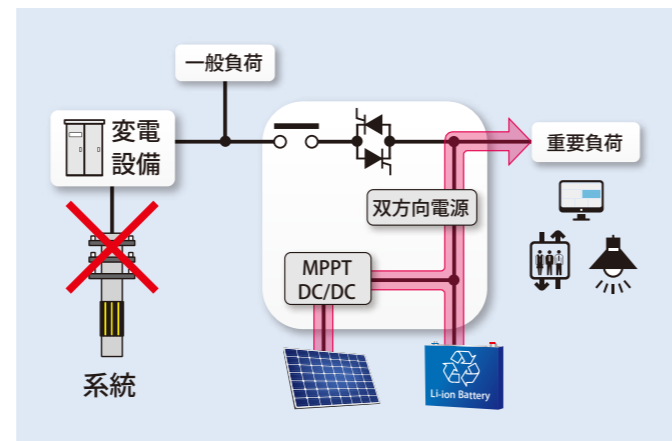 一般負荷
変電
設備
重要負荷
双方向電源
MPPT
DC/DC
系統
Li-ion Battery